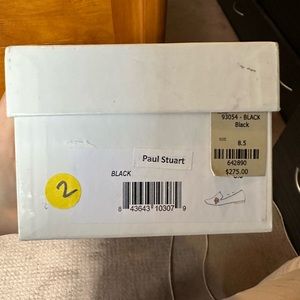 93054 - BLACK
Black
SIZE
8.5
642890
$275.00
Paul Stuart
BLACK
2
8 43643 10307 9